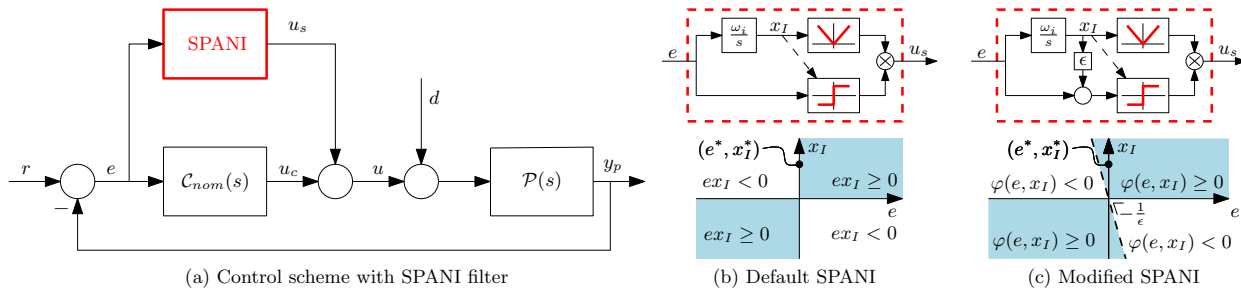 SPANI
u_s
d
r
e
C_nom(s)
u_c
u
P(s)
y_p
−
(a) Control scheme with SPANI filter
e
ω_i/s
x_I
u_s
(e*, x_I*)
x_I
ex_I < 0
ex_I ≥ 0
e
ex_I ≥ 0
ex_I < 0
(b) Default SPANI
e
ω_i/s
x_I
ϵ
u_s
(e*, x_I*)
x_I
φ(e, x_I) < 0
φ(e, x_I) ≥ 0
e
−1/ϵ
φ(e, x_I) ≥ 0
φ(e, x_I) < 0
(c) Modified SPANI